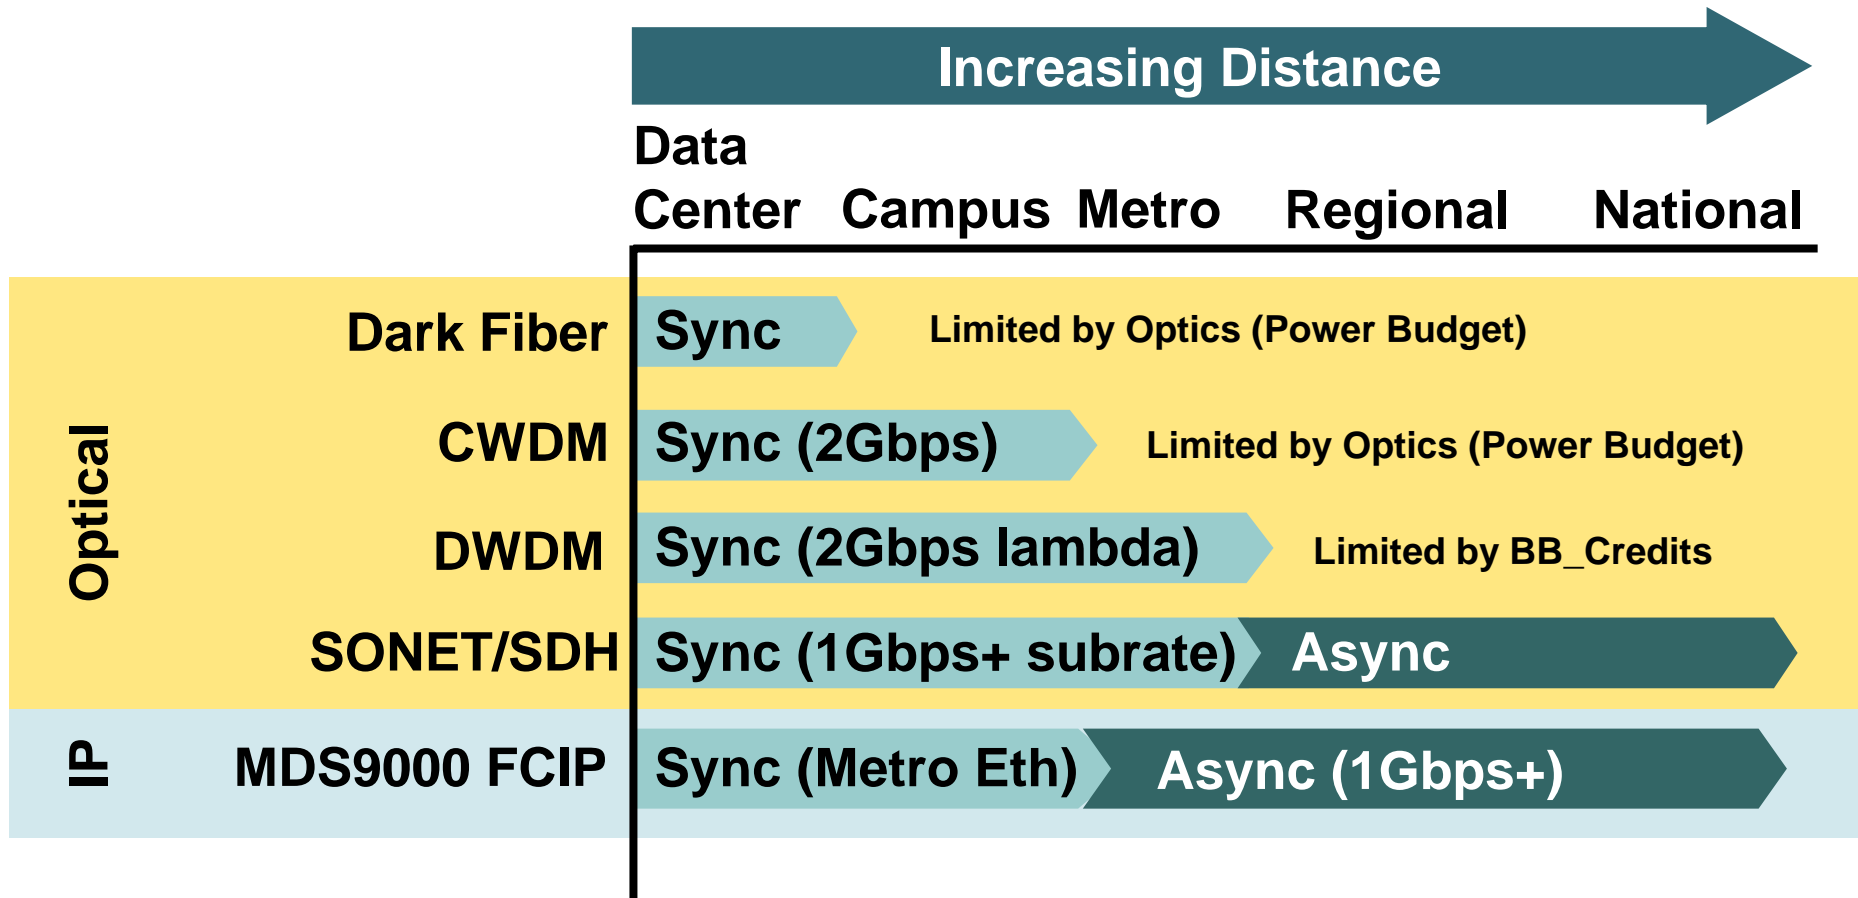 Increasing Distance
Data
Center Campus Metro Regional National
Optical
Dark Fiber Sync Limited by Optics (Power Budget)
CWDM Sync (2Gbps) Limited by Optics (Power Budget)
DWDM Sync (2Gbps lambda) Limited by BB_Credits
SONET/SDH Sync (1Gbps+ subrate) Async
IP
MDS9000 FCIP Sync (Metro Eth) Async (1Gbps+)